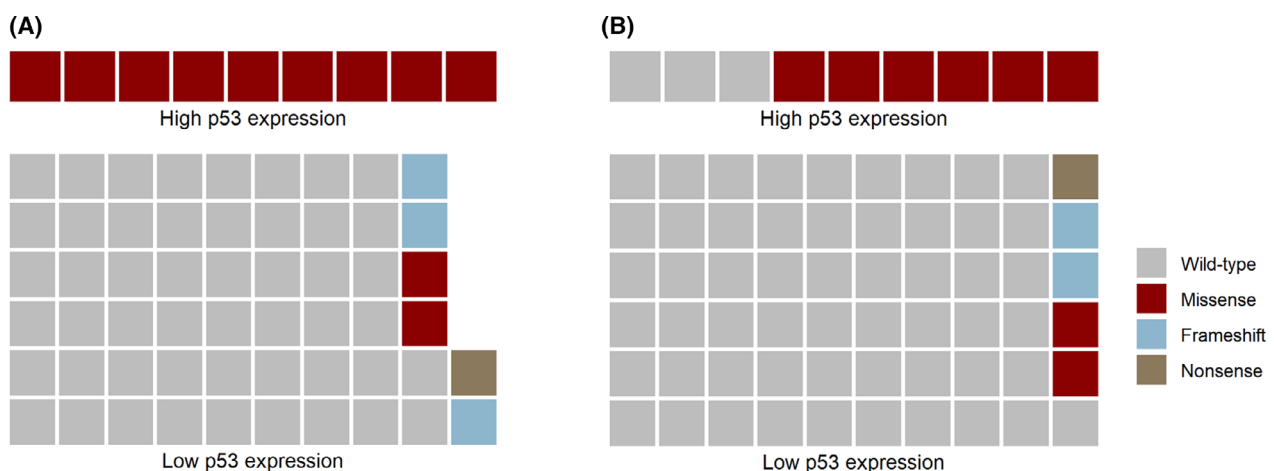 (A)
High p53 expression
Low p53 expression
(B)
High p53 expression
Low p53 expression
Wild-type
Missense
Frameshift
Nonsense